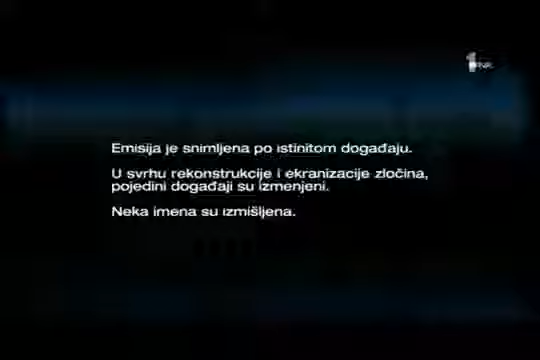 Emisija je snimljena po istinitom događaju.
U svrhu rekonstrukcije i ekranizacije zločina,
pojedini događaji su izmenjeni.
Neka imena su izmišljena.